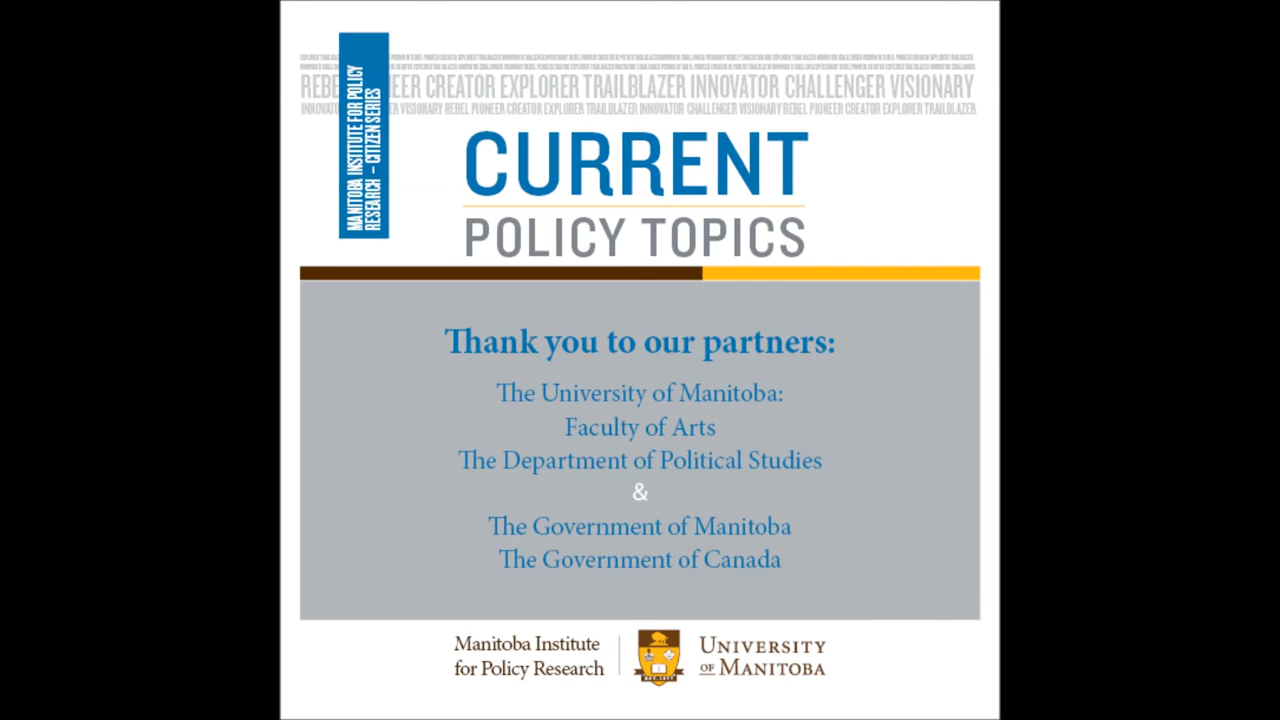 MANITOBA INSTITUTE FOR POLICY
RESEARCH – CITIZEN SERIES
CREATOR EXPLORER TRAILBLAZER INNOVATOR CHALLENGER VISIONARY
VISIONARY REBEL PIONEER CREATOR EXPLORER TRAILBLAZER INNOVATOR CHALLENGER VISIONARY REBEL PIONEER CREATOR EXPLORER TRAILBLAZER
CURRENT
POLICY TOPICS
Thank you to our partners:
The University of Manitoba:
Faculty of Arts
The Department of Political Studies
&
The Government of Manitoba
The Government of Canada
Manitoba Institute
for Policy Research
UNIVERSITY
OF MANITOBA